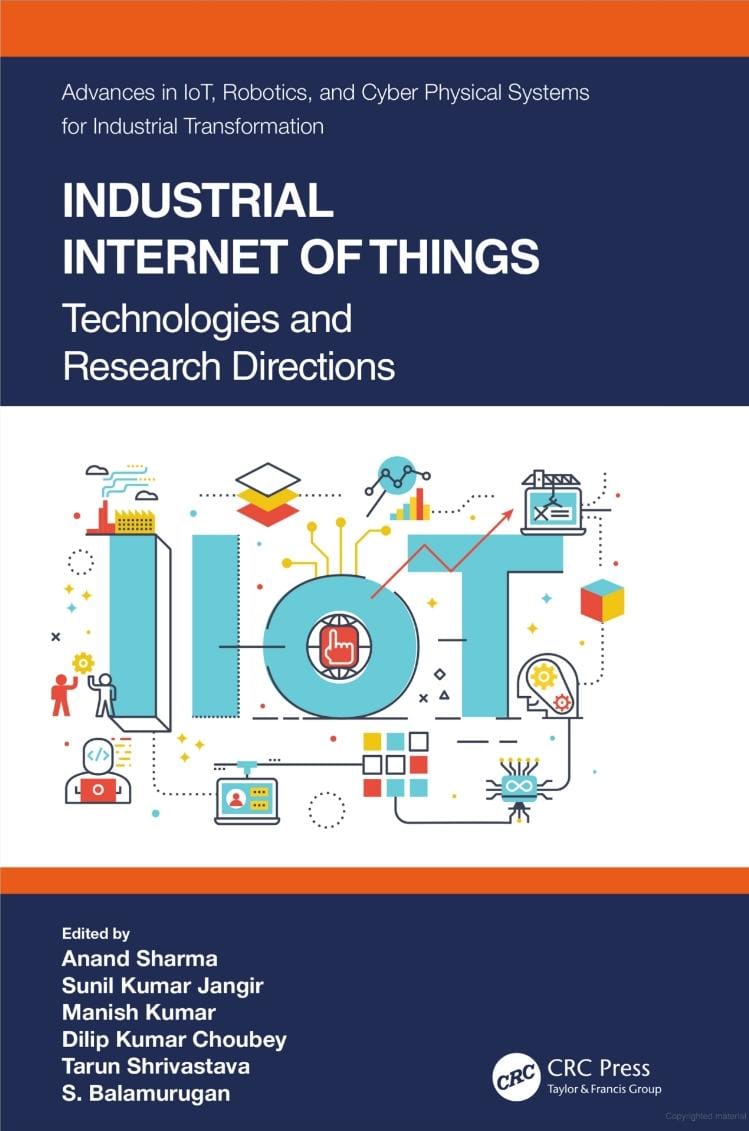 Advances in IoT, Robotics, and Cyber Physical Systems
for Industrial Transformation
INDUSTRIAL
INTERNET OF THINGS
Technologies and
Research Directions
IIoT
</>
Edited by
Anand Sharma
Sunil Kumar Jangir
Manish Kumar
Dilip Kumar Choubey
Tarun Shrivastava
S. Balamurugan
CRC
CRC Press
Taylor & Francis Group
Copyrighted material